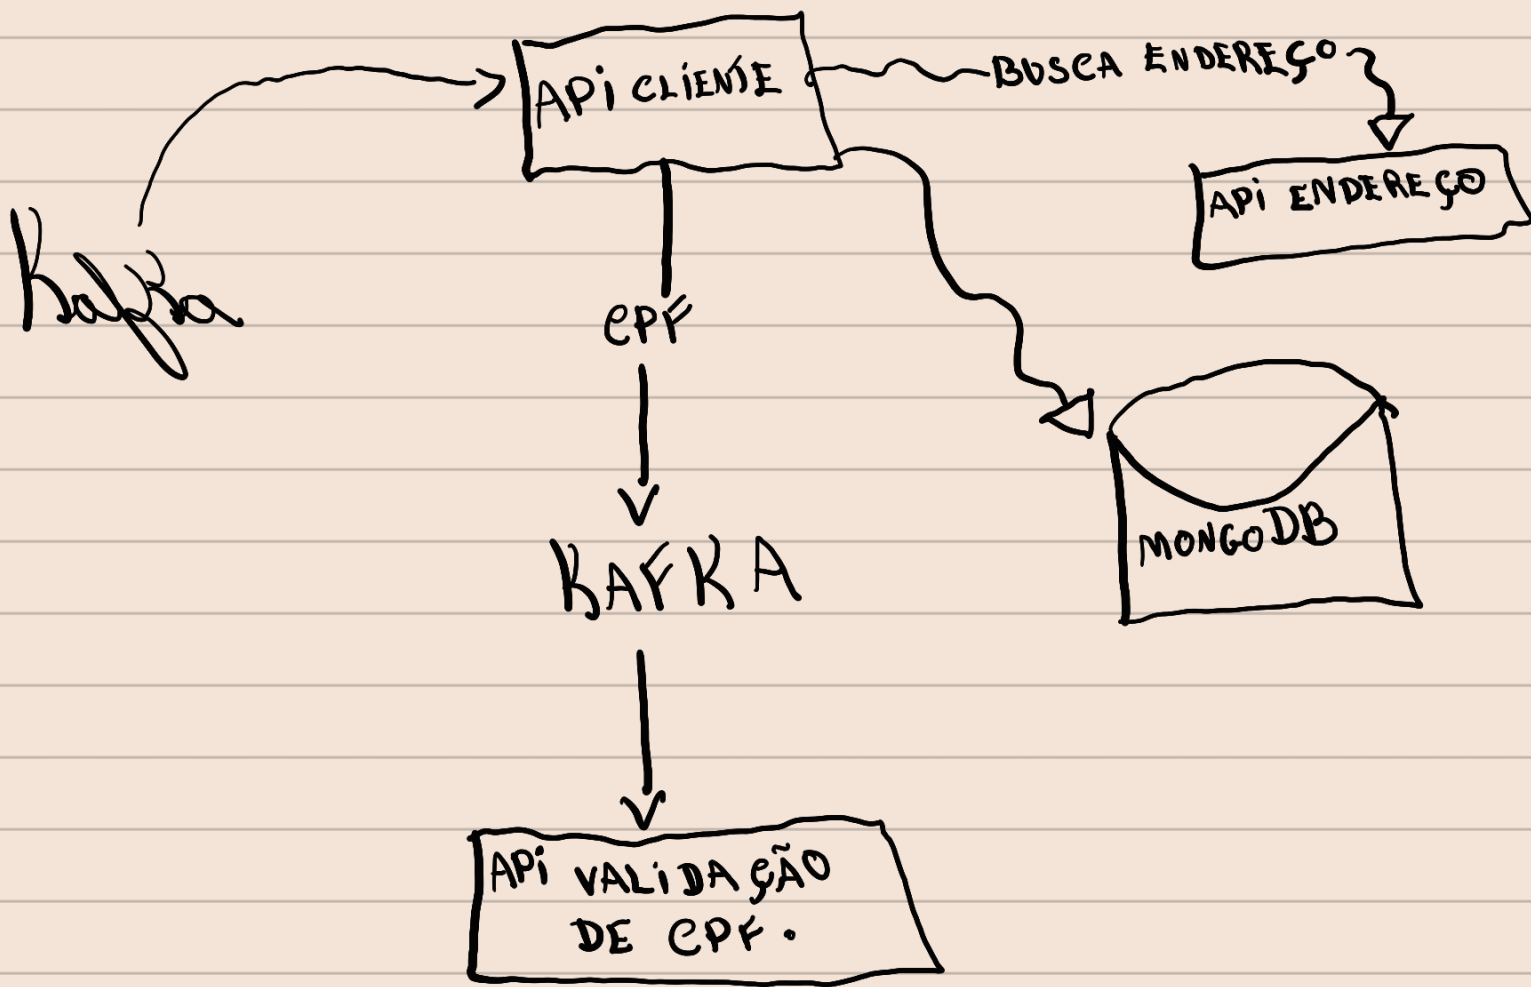 API CLIENTE
BUSCA ENDEREÇO
API ENDEREÇO
Kafka
CPF
KAFKA
MONGODB
API VALIDAÇÃO
DE CPF.